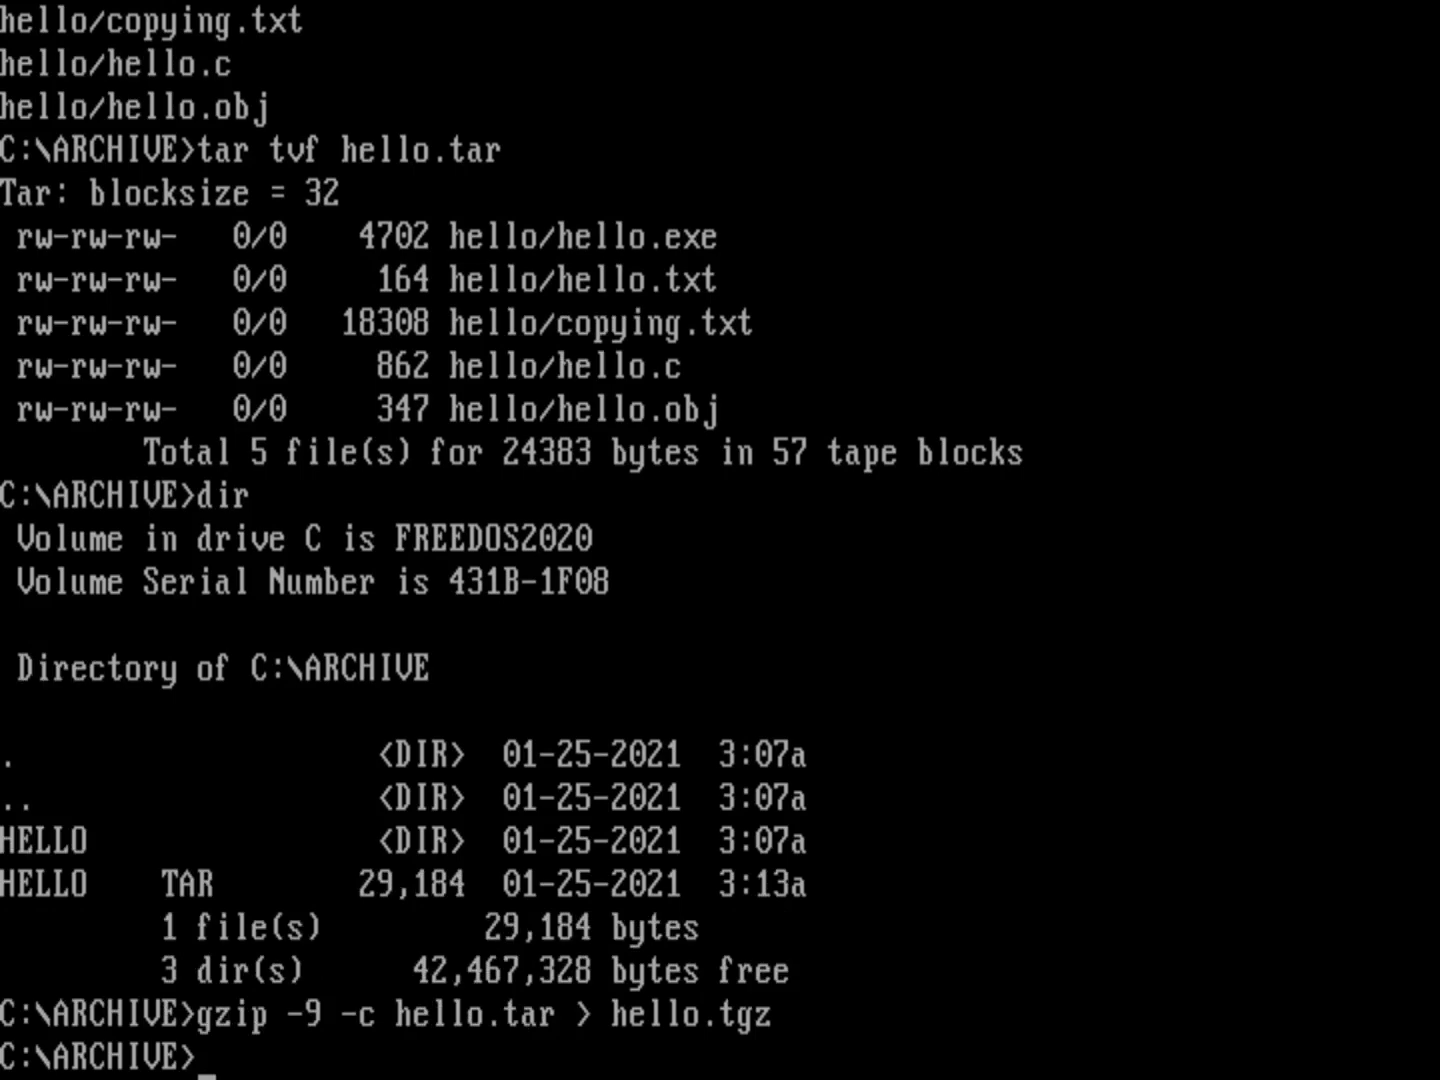 hello/copying.txt
hello/hello.c
hello/hello.obj
C:\ARCHIVE>tar tvf hello.tar
Tar: blocksize = 32
rw-rw-rw-   0/0    4702 hello/hello.exe
rw-rw-rw-   0/0     164 hello/hello.txt
rw-rw-rw-   0/0   18308 hello/copying.txt
rw-rw-rw-   0/0     862 hello/hello.c
rw-rw-rw-   0/0     347 hello/hello.obj
Total 5 file(s) for 24383 bytes in 57 tape blocks
C:\ARCHIVE>dir
Volume in drive C is FREEDOS2020
Volume Serial Number is 431B-1F08
Directory of C:\ARCHIVE
.                    <DIR>  01-25-2021  3:07a
..                   <DIR>  01-25-2021  3:07a
HELLO                <DIR>  01-25-2021  3:07a
HELLO    TAR        29,184  01-25-2021  3:13a
1 file(s)         29,184 bytes
3 dir(s)      42,467,328 bytes free
C:\ARCHIVE>gzip -9 -c hello.tar > hello.tgz
C:\ARCHIVE>_